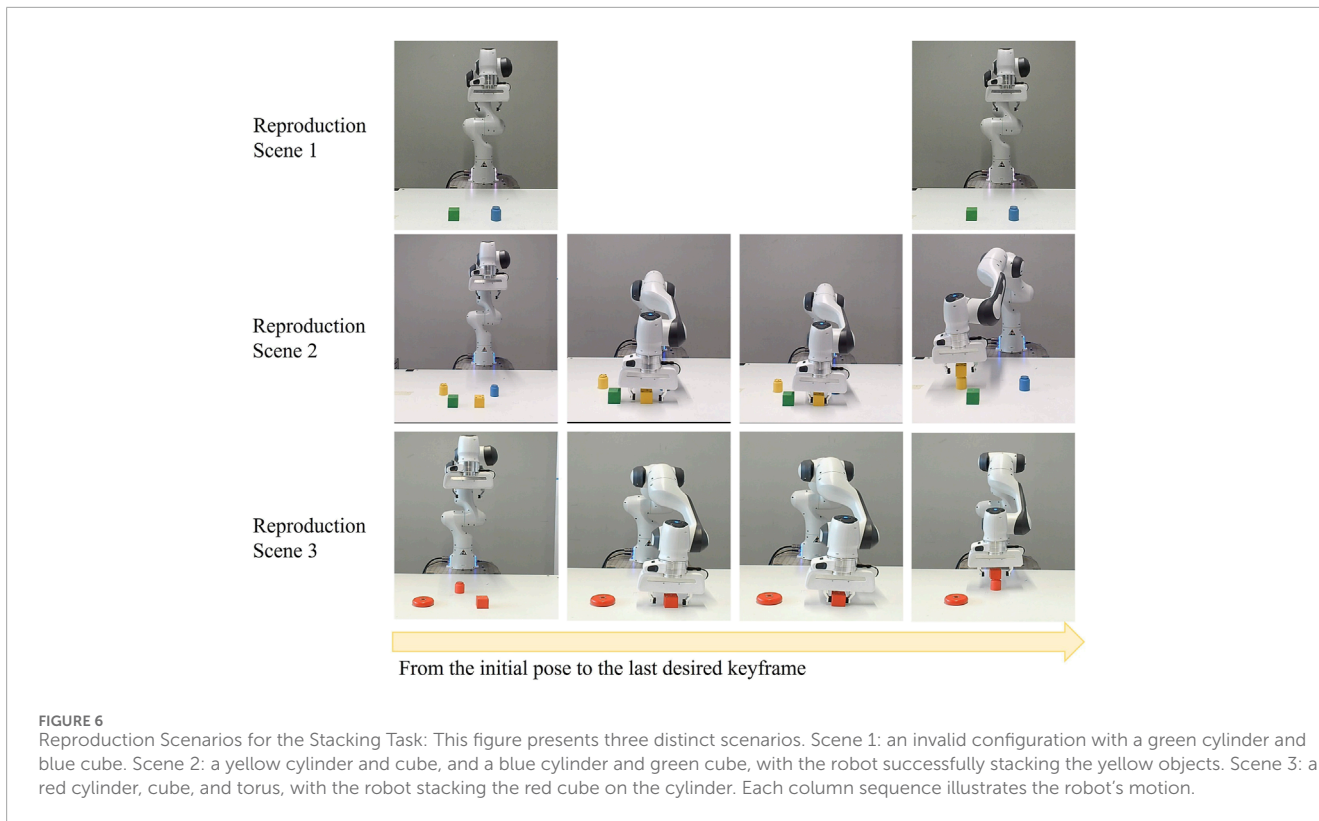 Reproduction
Scene 1
Reproduction
Scene 2
Reproduction
Scene 3
From the initial pose to the last desired keyframe
FIGURE 6
Reproduction Scenarios for the Stacking Task: This figure presents three distinct scenarios. Scene 1: an invalid configuration with a green cylinder and
blue cube. Scene 2: a yellow cylinder and cube, and a blue cylinder and green cube, with the robot successfully stacking the yellow objects. Scene 3: a
red cylinder, cube, and torus, with the robot stacking the red cube on the cylinder. Each column sequence illustrates the robot's motion.